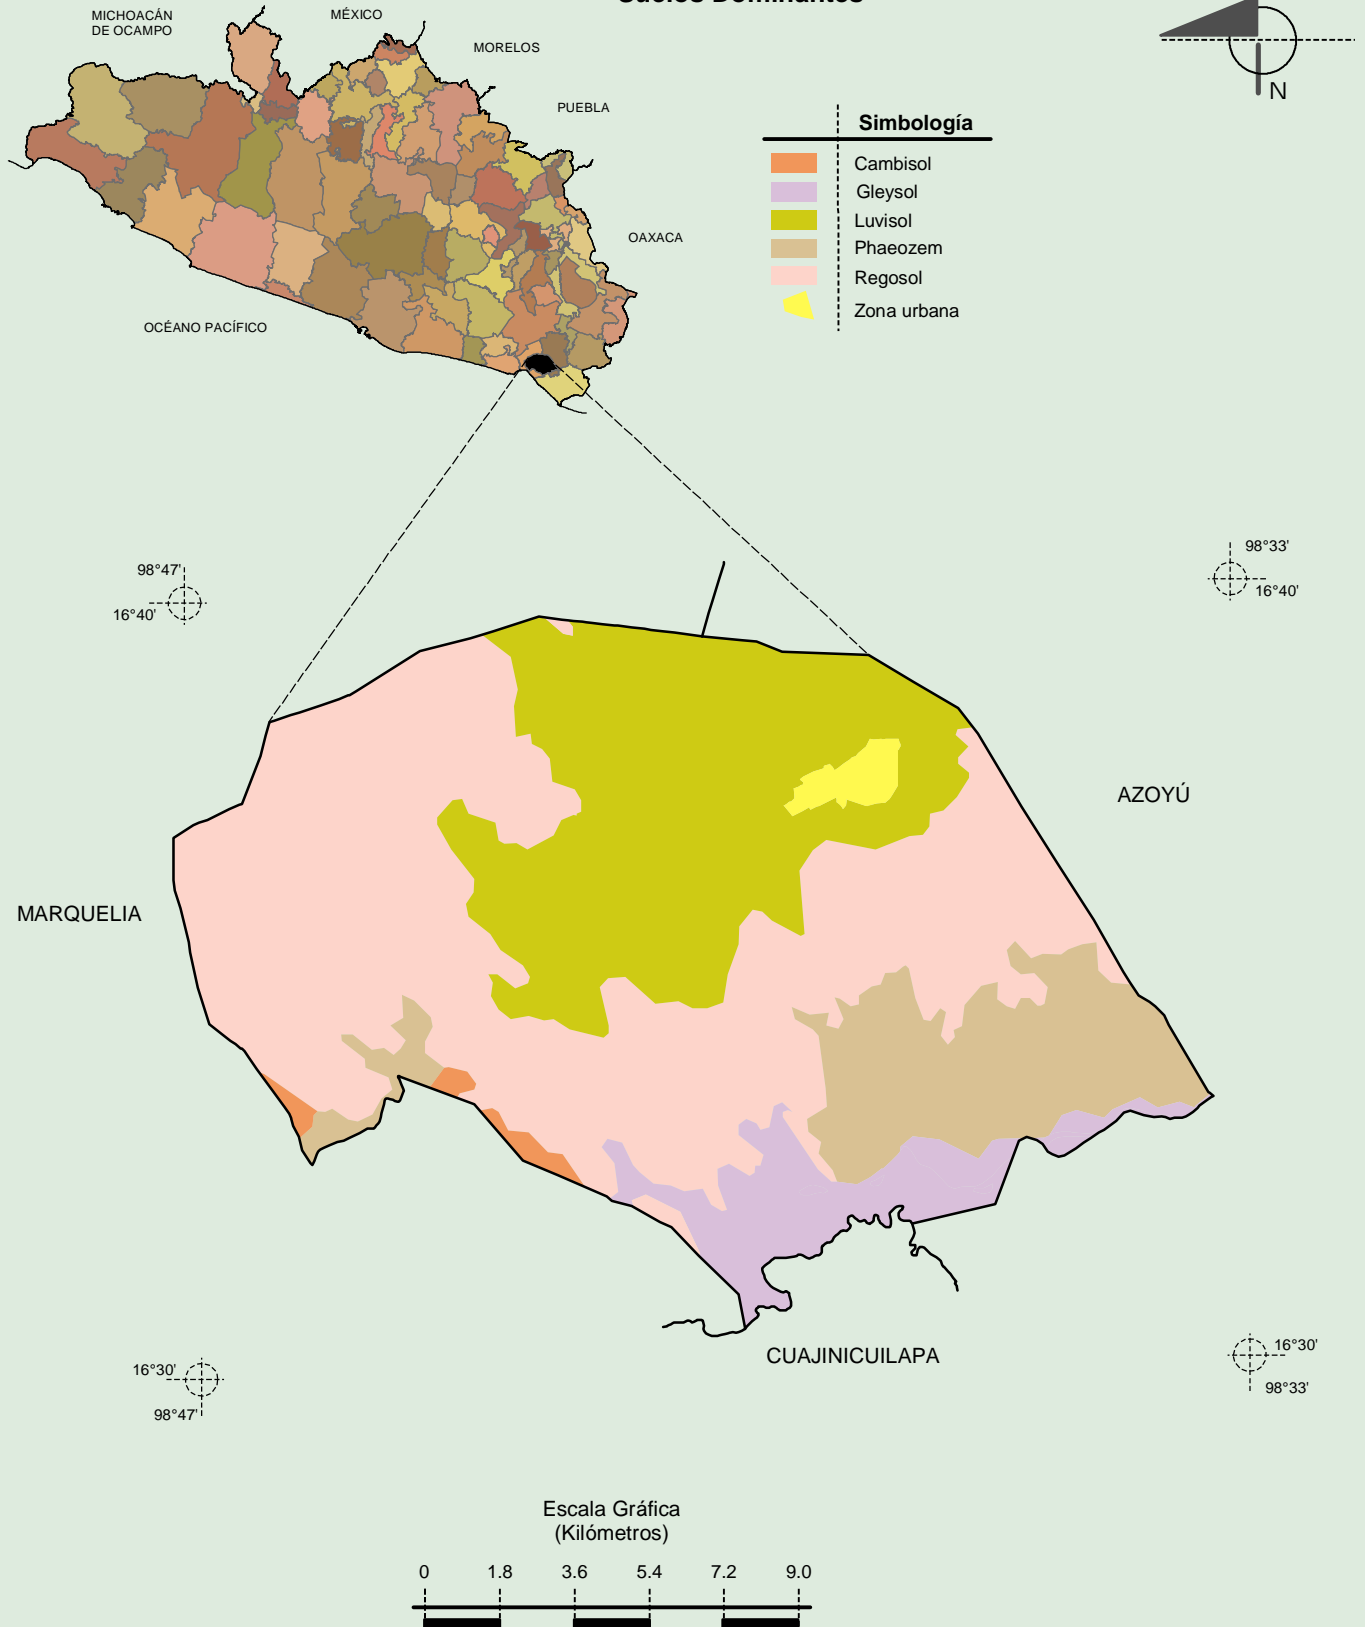 Suelos Dominantes
MICHOACÁN
DE OCAMPO
MÉXICO
MORELOS
PUEBLA
OAXACA
OCÉANO PACÍFICO
N
Simbología
Cambisol
Gleysol
Luvisol
Phaeozem
Regosol
Zona urbana
98°47'
16°40'
98°33'
16°40'
AZOYÚ
MARQUELIA
CUAJINICUILAPA
16°30'
98°47'
16°30'
98°33'
Escala Gráfica
(Kilómetros)
0 1.8 3.6 5.4 7.2 9.0